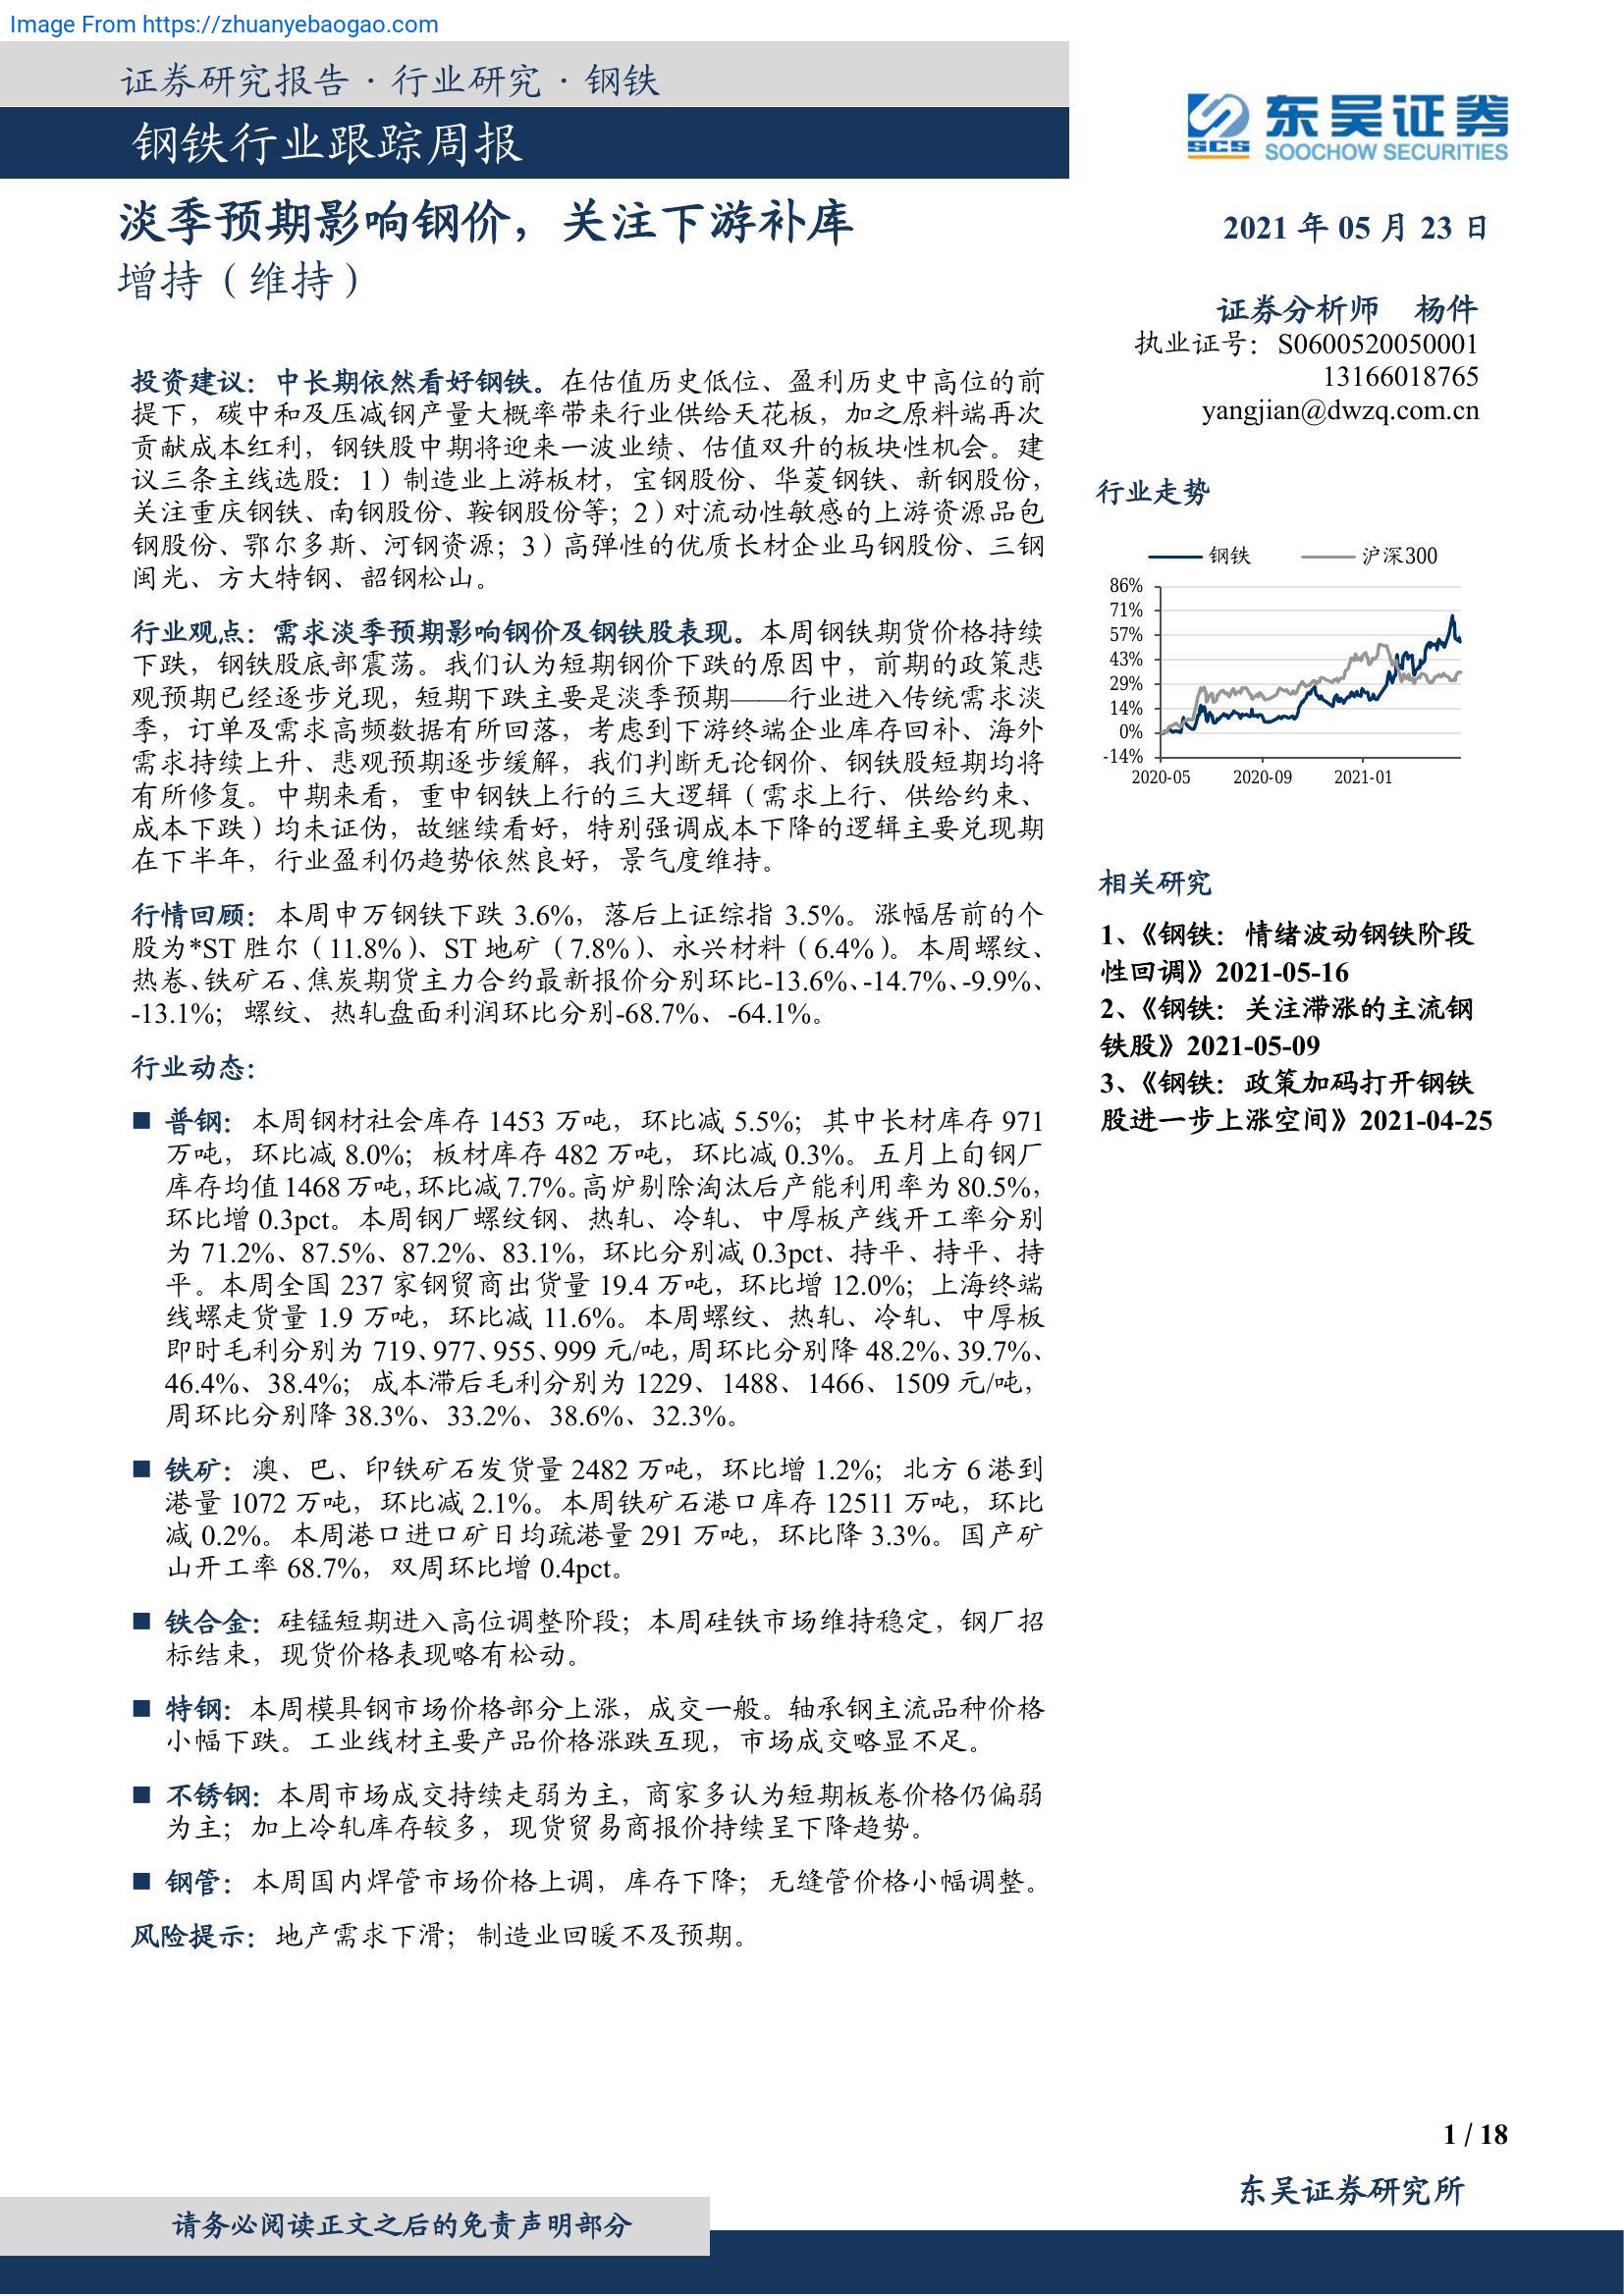 Image From https://zhuanyebaogao.com
证券研究报告 · 行业研究 · 钢铁
钢铁行业跟踪周报
东吴证券
SCS
SOOCHOW SECURITIES
淡季预期影响钢价，关注下游补库
增持（维持）
2021 年 05 月 23 日
证券分析师 杨件
执业证号：S0600520050001
13166018765
yangjian@dwzq.com.cn
投资建议：中长期依然看好钢铁。在估值历史低位、盈利历史中高位的前
提下，碳中和及压减钢产量大概率带来行业供给天花板，加之原料端再次
贡献成本红利，钢铁股中期将迎来一波业绩、估值双升的板块性机会。建
议三条主线选股：1）制造业上游板材，宝钢股份、华菱钢铁、新钢股份，
关注重庆钢铁、南钢股份、鞍钢股份等；2）对流动性敏感的上游资源品包
钢股份、鄂尔多斯、河钢资源；3）高弹性的优质长材企业马钢股份、三钢
闽光、方大特钢、韶钢松山。
行业观点：需求淡季预期影响钢价及钢铁股表现。本周钢铁期货价格持续
下跌，钢铁股底部震荡。我们认为短期钢价下跌的原因中，前期的政策悲
观预期已经逐步兑现，短期下跌主要是淡季预期——行业进入传统需求淡
季，订单及需求高频数据有所回落，考虑到下游终端企业库存回补、海外
需求持续上升、悲观预期逐步缓解，我们判断无论钢价、钢铁股短期均将
有所修复。中期来看，重申钢铁上行的三大逻辑（需求上行、供给约束、
成本下跌）均未证伪，故继续看好，特别强调成本下降的逻辑主要兑现期
在下半年，行业盈利仍趋势依然良好，景气度维持。
行情回顾：本周申万钢铁下跌 3.6%，落后上证综指 3.5%。涨幅居前的个
股为*ST 胜尔（11.8%）、ST 地矿（7.8%）、永兴材料（6.4%）。本周螺纹、
热卷、铁矿石、焦炭期货主力合约最新报价分别环比-13.6%、-14.7%、-9.9%、
-13.1%；螺纹、热轧盘面利润环比分别-68.7%、-64.1%。
行业动态：
■ 普钢：本周钢材社会库存 1453 万吨，环比减 5.5%；其中长材库存 971
万吨，环比减 8.0%；板材库存 482 万吨，环比减 0.3%。五月上旬钢厂
库存均值 1468 万吨，环比减 7.7%。高炉剔除淘汰后产能利用率为 80.5%，
环比增 0.3pct。本周钢厂螺纹钢、热轧、冷轧、中厚板产线开工率分别
为 71.2%、87.5%、87.2%、83.1%，环比分别减 0.3pct、持平、持平、持
平。本周全国 237 家钢贸商出货量 19.4 万吨，环比增 12.0%；上海终端
线螺走货量 1.9 万吨，环比减 11.6%。本周螺纹、热轧、冷轧、中厚板
即时毛利分别为 719、977、955、999 元/吨，周环比分别降 48.2%、39.7%、
46.4%、38.4%；成本滞后毛利分别为 1229、1488、1466、1509 元/吨，
周环比分别降 38.3%、33.2%、38.6%、32.3%。
■ 铁矿：澳、巴、印铁矿石发货量 2482 万吨，环比增 1.2%；北方 6 港到
港量 1072 万吨，环比减 2.1%。本周铁矿石港口库存 12511 万吨，环比
减 0.2%。本周港口进口矿日均疏港量 291 万吨，环比降 3.3%。国产矿
山开工率 68.7%，双周环比增 0.4pct。
■ 铁合金：硅锰短期进入高位调整阶段；本周硅铁市场维持稳定，钢厂招
标结束，现货价格表现略有松动。
■ 特钢：本周模具钢市场价格部分上涨，成交一般。轴承钢主流品种价格
小幅下跌。工业线材主要产品价格涨跌互现，市场成交略显不足。
■ 不锈钢：本周市场成交持续走弱为主，商家多认为短期板卷价格仍偏弱
为主；加上冷轧库存较多，现货贸易商报价持续呈下降趋势。
■ 钢管：本周国内焊管市场价格上调，库存下降；无缝管价格小幅调整。
风险提示：地产需求下滑；制造业回暖不及预期。
行业走势
钢铁 沪深300
86%
71%
57%
43%
29%
14%
0%
-14%
2020-05 2020-09 2021-01
相关研究
1、《钢铁：情绪波动钢铁阶段
性回调》2021-05-16
2、《钢铁：关注滞涨的主流钢
铁股》2021-05-09
3、《钢铁：政策加码打开钢铁
股进一步上涨空间》2021-04-25
1 / 18
东吴证券研究所
请务必阅读正文之后的免责声明部分